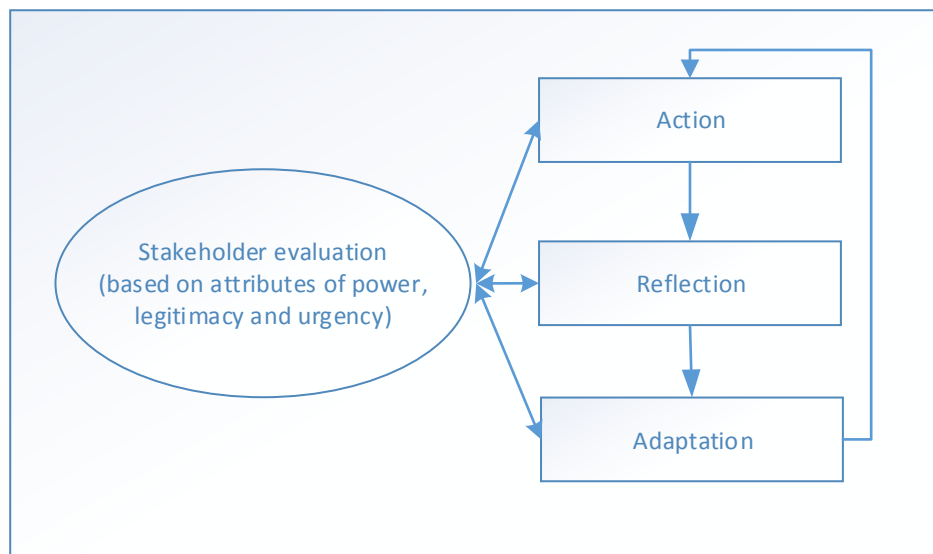 Action
Stakeholder evaluation
(based on attributes of power,
legitimacy and urgency)
Reflection
Adaptation